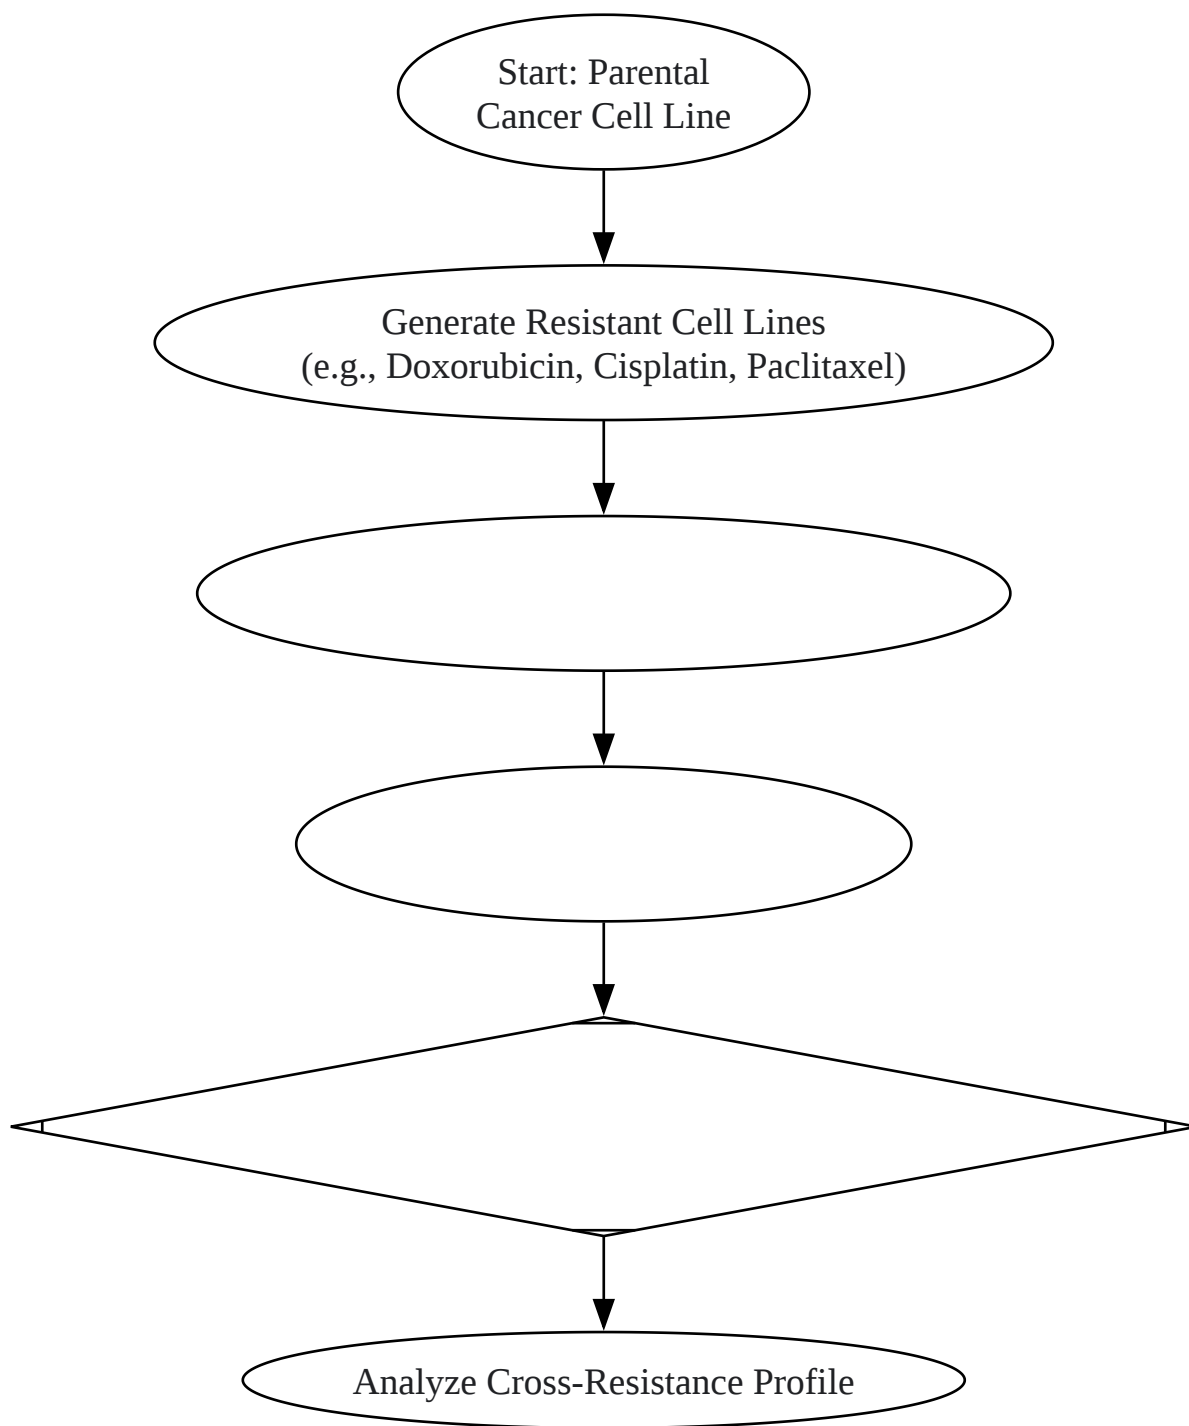 Start: Parental
Cancer Cell Line
Generate Resistant Cell Lines
(e.g., Doxorubicin, Cisplatin, Paclitaxel)
Analyze Cross-Resistance Profile